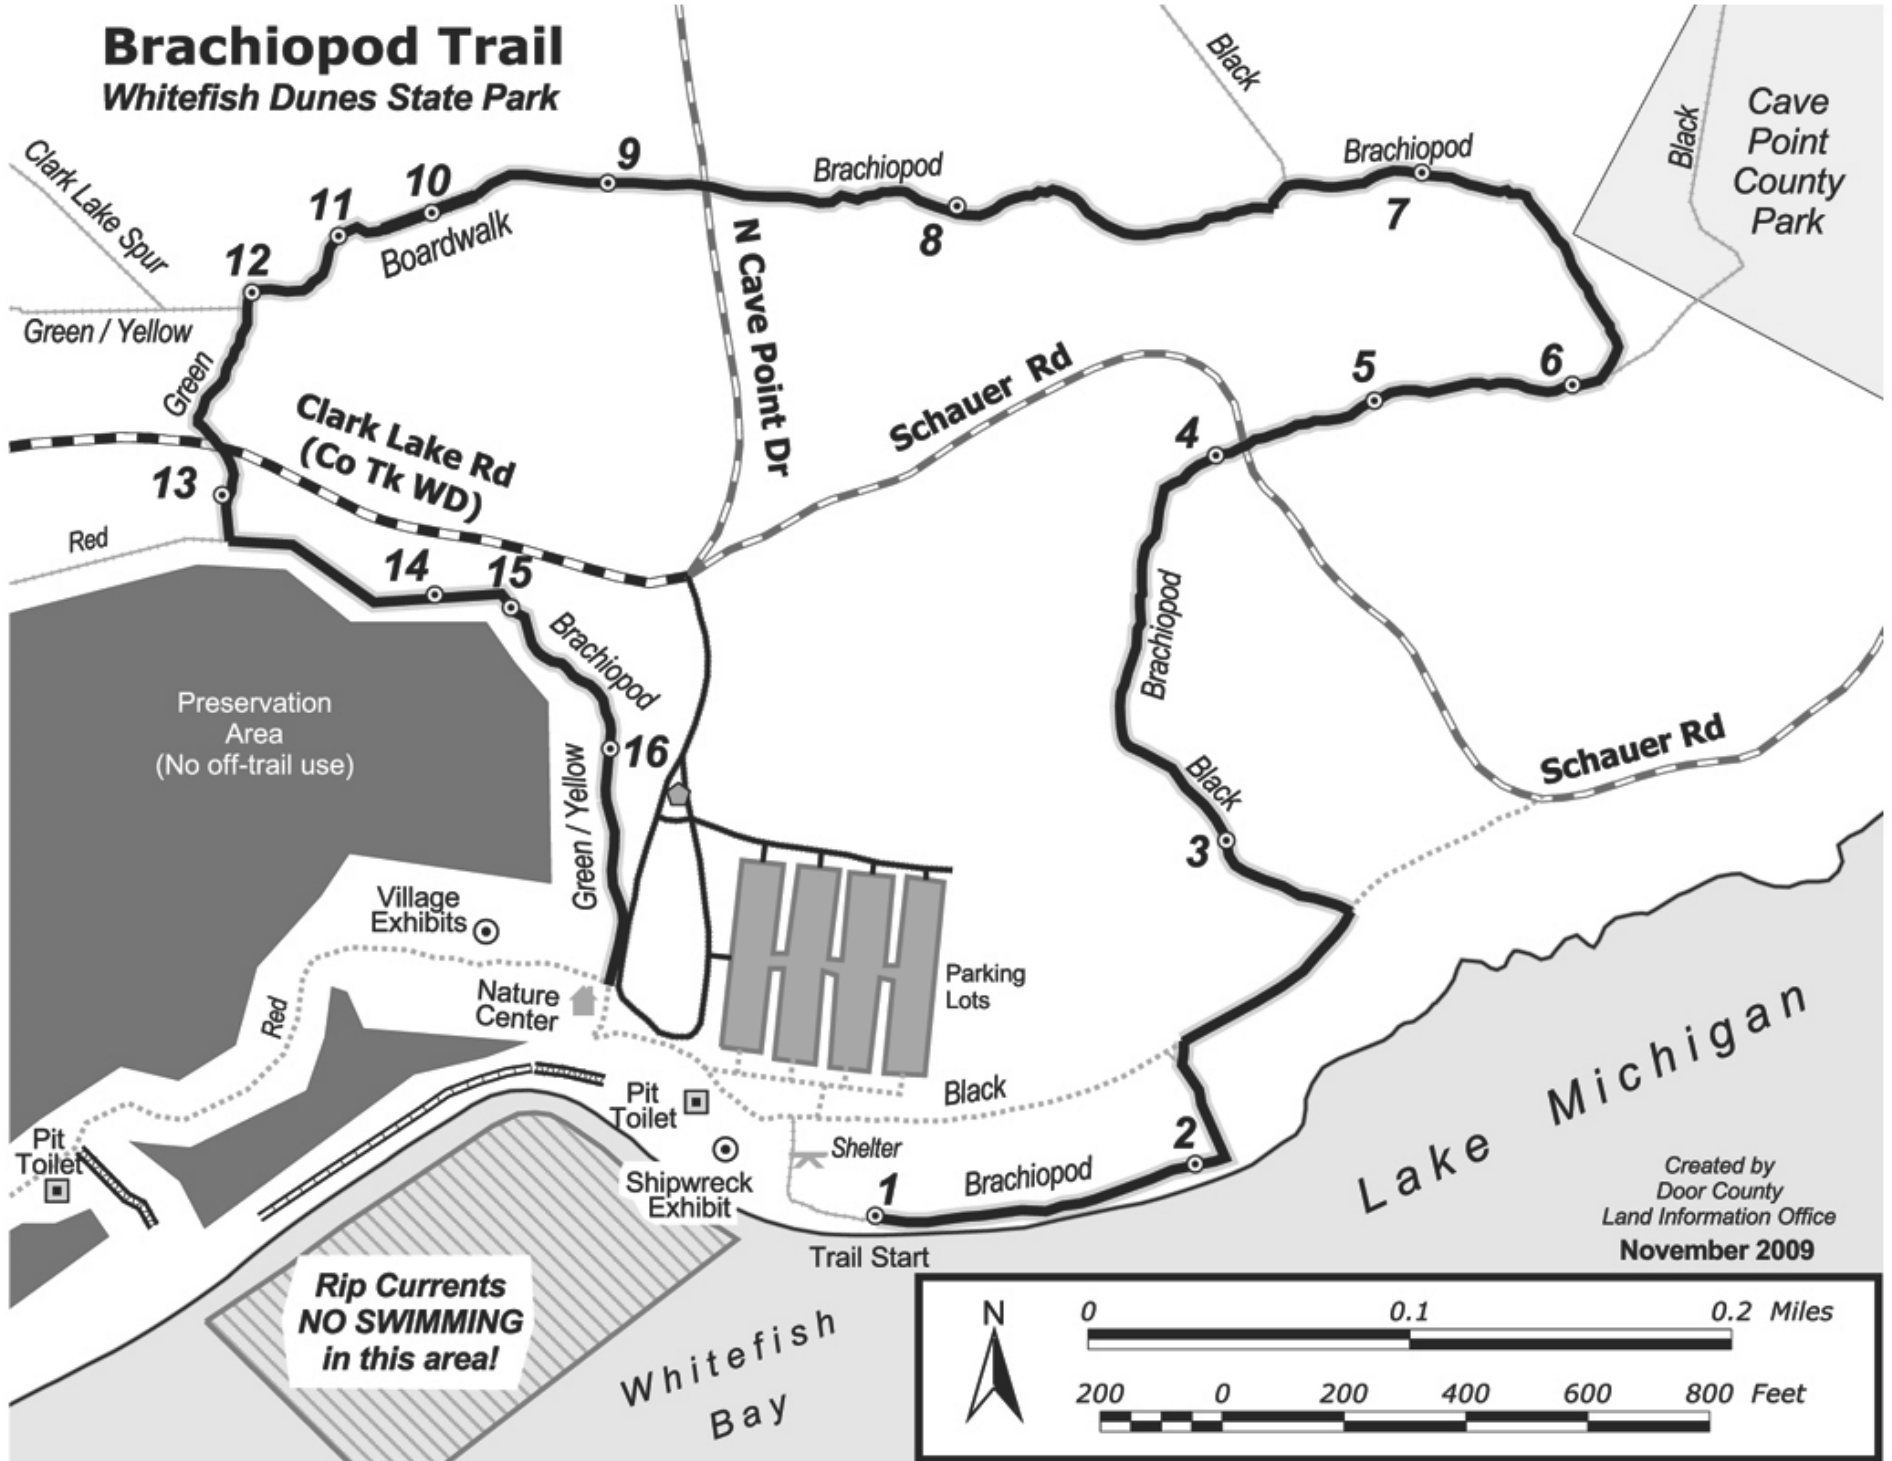 Brachiopod Trail
Whitefish Dunes State Park
Black
Black
Cave
Point
County
Park
Clark Lake Spur
Green / Yellow
12
11
10
Boardwalk
9
Brachiopod
8
Brachiopod
7
N Cave Point Dr
Green
Clark Lake Rd
(Co Tk WD)
Schauer Rd
4
5
6
13
Red
14
15
Brachiopod
16
Green / Yellow
Brachiopod
Black
3
Schauer Rd
Preservation
Area
(No off-trail use)
Village
Exhibits
Nature
Center
Red
Parking
Lots
Pit
Toilet
Pit
Toilet
Black
Shelter
Shipwreck
Exhibit
1
Brachiopod
2
Trail Start
Lake Michigan
Rip Currents
NO SWIMMING
in this area!
Whitefish
Bay
Created by
Door County
Land Information Office
November 2009
N
0 0.1 0.2 Miles
200 0 200 400 600 800 Feet